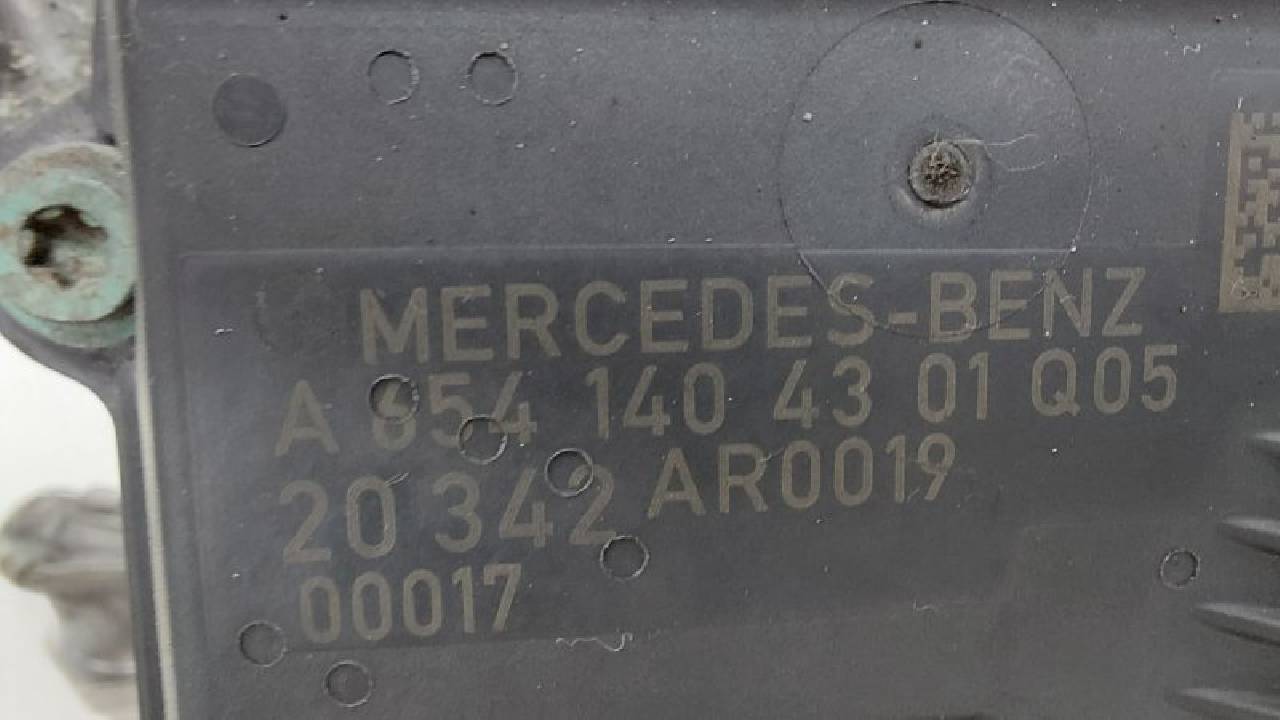 MERCEDES-BENZ
A 654 140 43 01 Q05
20 342 AR0019
00017